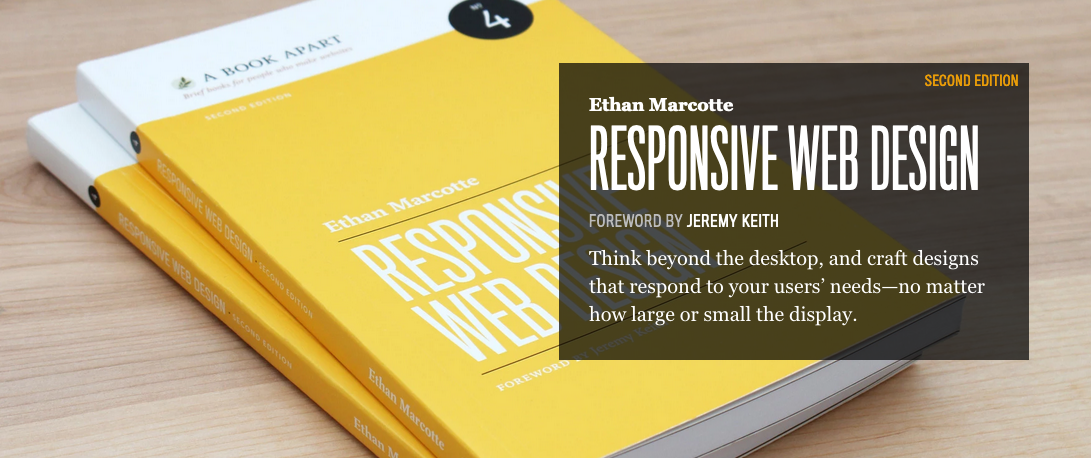 Nº
4
A BOOK APART
Brief books for people who make websites
SECOND EDITION
Ethan Marcotte
RESPONSIVE
WEB DESIGN
FOREWORD BY Jeremy Keith
RESPONSIVE WEB DESIGN · SECOND EDITION
Ethan Marcotte
RESPONSIVE WEB DESIGN · SECOND EDITION
Ethan Marcotte
SECOND EDITION
Ethan Marcotte
RESPONSIVE WEB DESIGN
FOREWORD BY JEREMY KEITH
Think beyond the desktop, and craft designs
that respond to your users’ needs—no matter
how large or small the display.